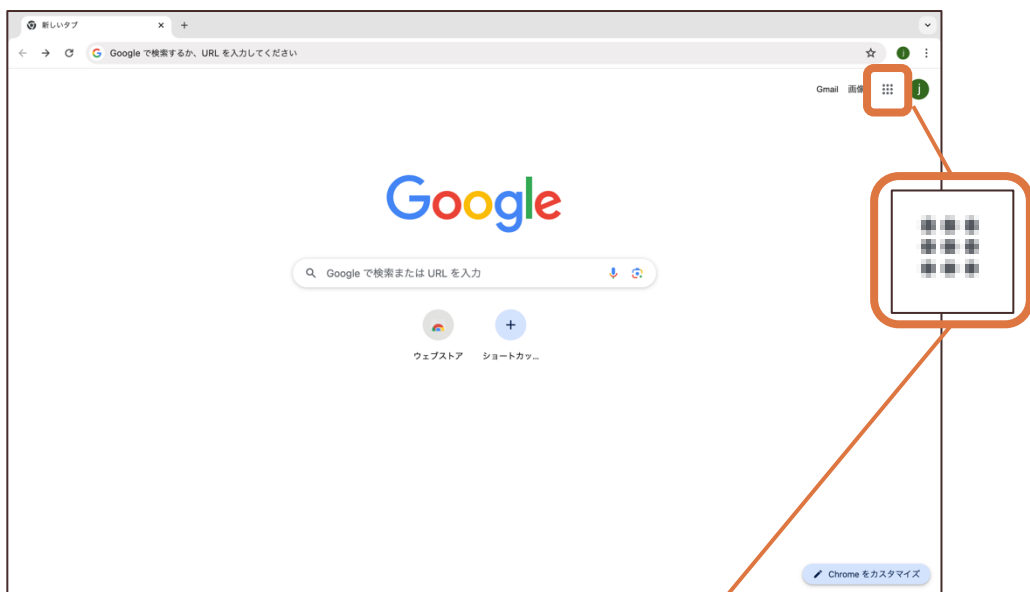 新しいタブ
Google で検索するか、URL を入力してください
j
Gmail 画像
j
Google
Google で検索または URL を入力
ウェブストア ショートカッ...
Chrome をカスタマイズ